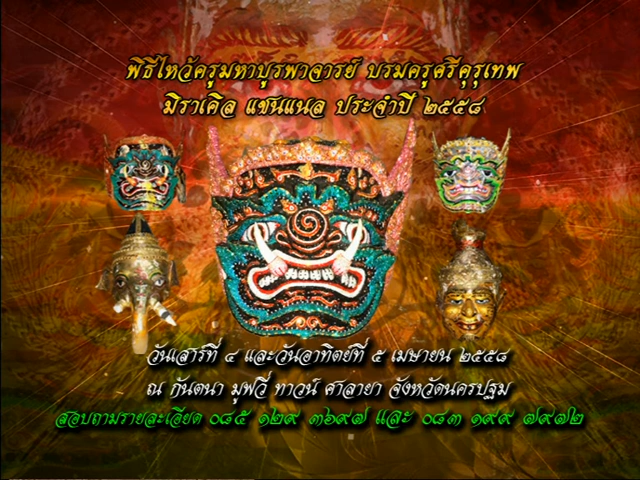 พิธีไหว้ครูมหาบูรพาจารย์ บรมครูตรีคุรุเทพ
มิราเคิล แชนแนล ประจำปี ๒๕๕๘
วันเสาร์ที่ ๔ และวันอาทิตย์ที่ ๕ เมษายน ๒๕๕๘
ณ กันตนา มูฟวี่ ทาวน์ ศาลายา จังหวัดนครปฐม
สอบถามรายละเอียด ๐๘๕ ๑๒๙ ๓๖๙๗ และ ๐๘๓ ๑๙๙ ๗๙๗๒